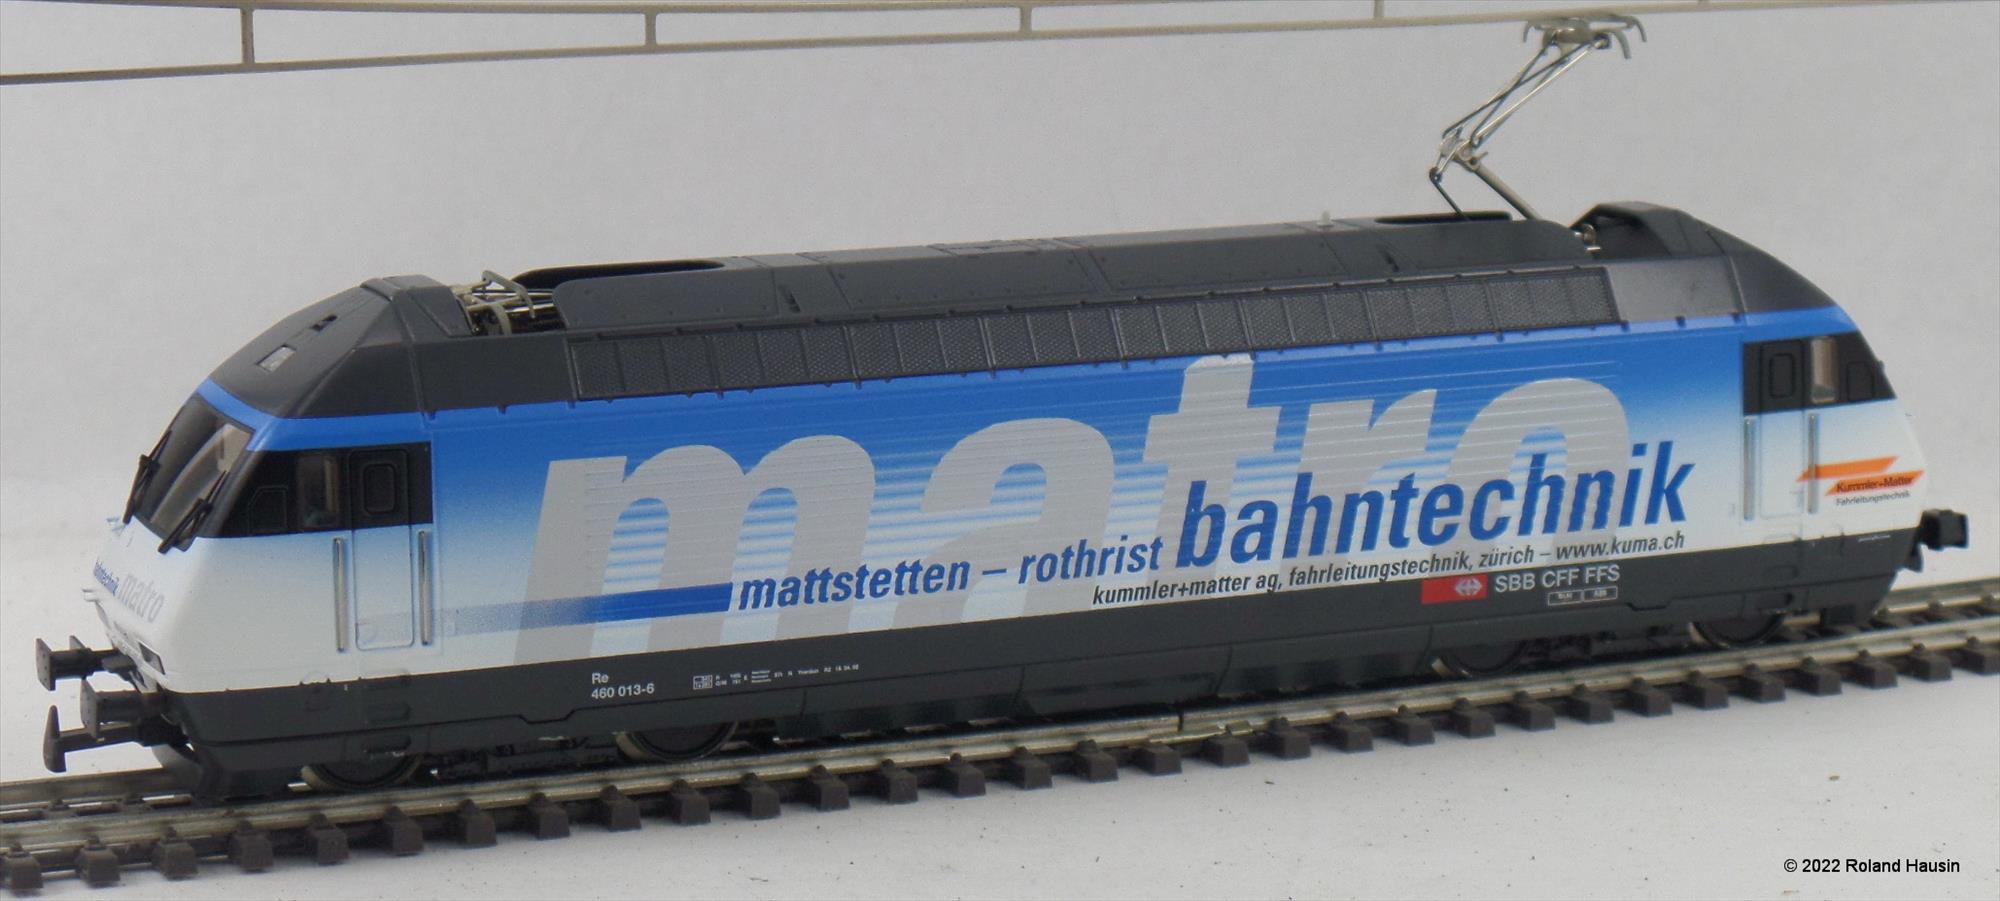 matro
bahntechnik
mattstetten – rothrist
kummler+matter ag, fahrleitungstechnik, zürich – www.kuma.ch
Kummler+Matter
Fahrleitungstechnik
SBB CFF FFS
bahntechnik matro
Re
460 013-6
© 2022 Roland Hausin